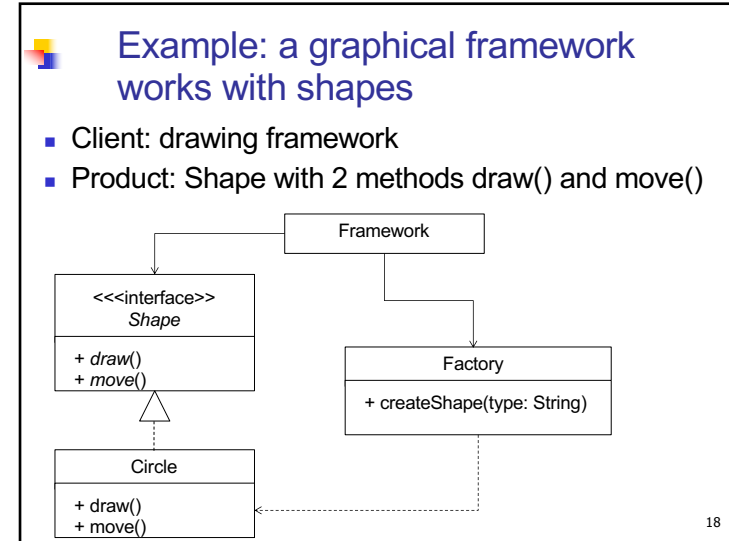 Example: a graphical framework
works with shapes
Client: drawing framework
Product: Shape with 2 methods draw() and move()
Framework
<<<interface>>
Shape
+ draw()
+ move()
Factory
+ createShape(type: String)
Circle
+ draw()
+ move()
18